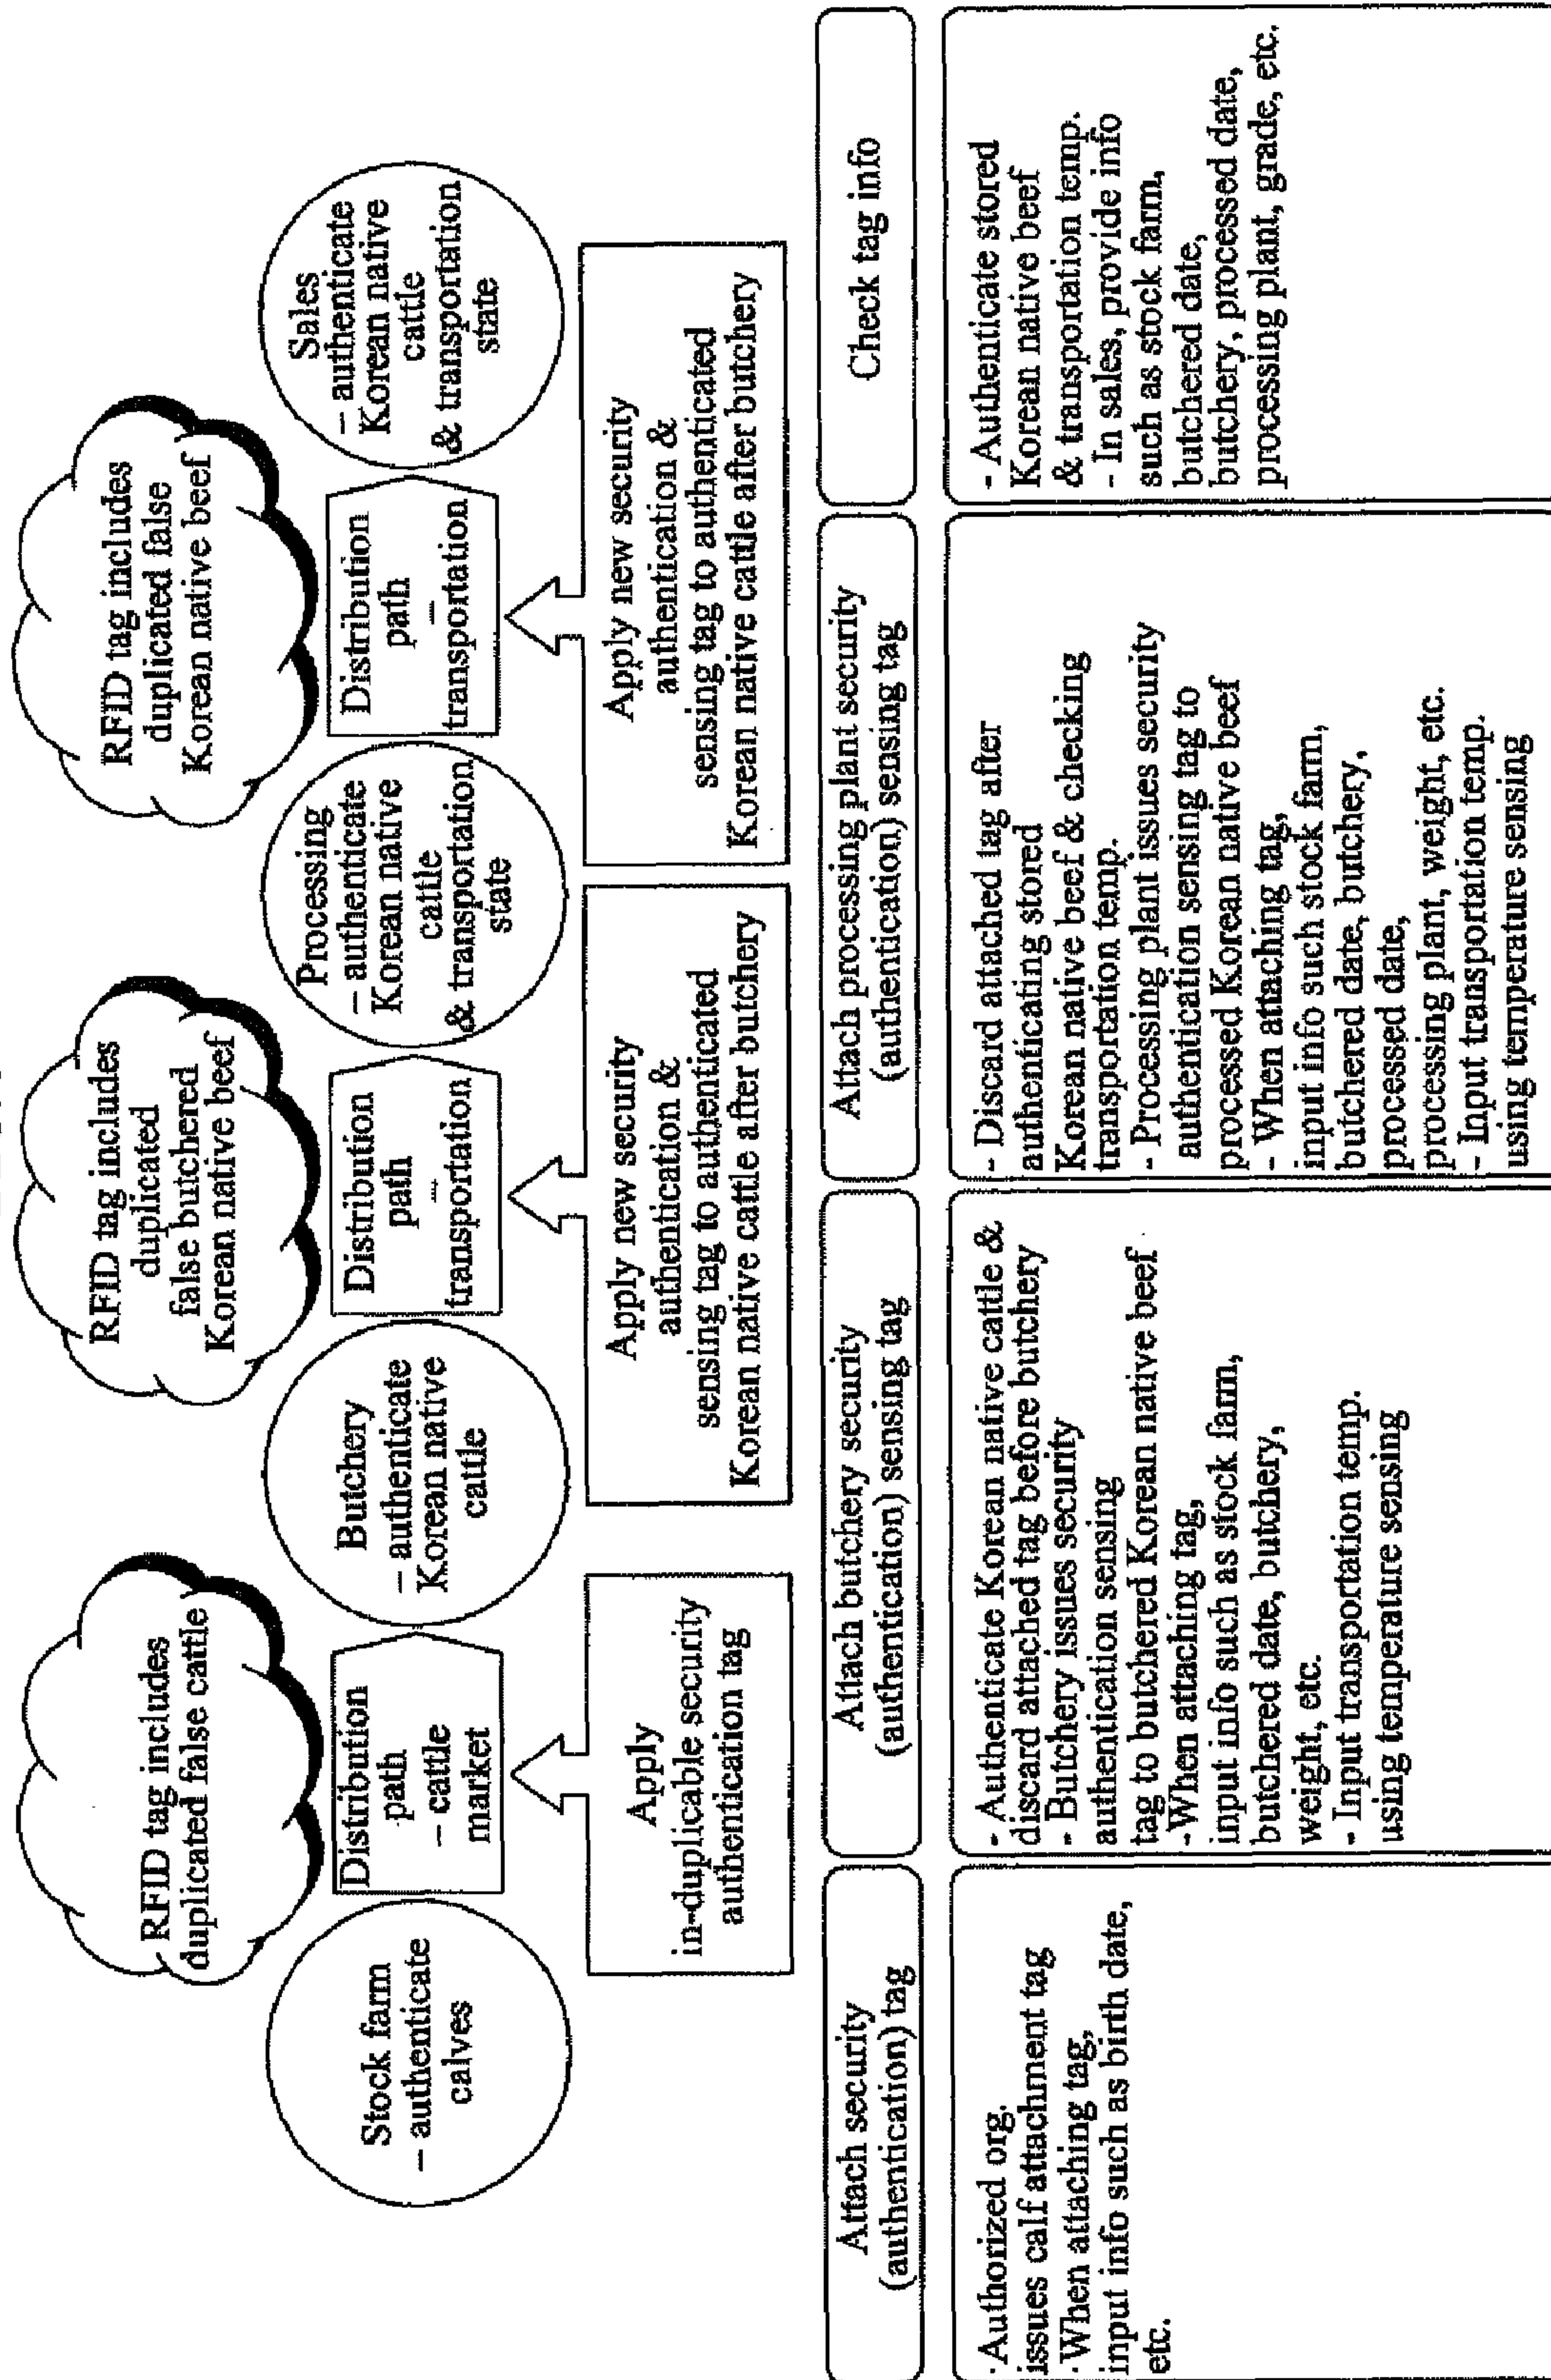 RFID tag includes
duplicated false cattle
RFID tag includes
duplicated
false butchered
Korean native beef
RFID tag includes
duplicated false
Korean native beef
Stock farm
– authenticate
calves
Distribution
path
– cattle
market
Butchery
– authenticate
Korean native
cattle
Distribution
path
–
transportation
Processing
– authenticate
Korean native
cattle
& transportation
state
Distribution
path
–
transportation
Sales
– authenticate
Korean native
cattle
& transportation
state
Apply
in-duplicable security
authentication tag
Apply new security
authentication &
sensing tag to authenticated
Korean native cattle after butchery
Apply new security
authentication &
sensing tag to authenticated
Korean native cattle after butchery
Attach security
(authentication) tag
Attach butchery security
(authentication) sensing tag
Attach processing plant security
(authentication) sensing tag
Check tag info
- Authorized org.
issues calf attachment tag
- When attaching tag,
input info such as birth date,
etc.
- Authenticate Korean native cattle &
discard attached tag before butchery
- Butchery issues security
authentication sensing
tag to butchered Korean native beef
- When attaching tag,
input info such as stock farm,
butchered date, butchery,
weight, etc.
- Input transportation temp.
using temperature sensing
- Discard attached tag after
authenticating stored
Korean native beef & checking
transportation temp.
- Processing plant issues security
authentication sensing tag to
processed Korean native beef
- When attaching tag,
input info such stock farm,
butchered date, butchery,
processed date,
processing plant, weight, etc.
- Input transportation temp.
using temperature sensing
- Authenticate stored
Korean native beef
& transportation temp.
- In sales, provide info
such as stock farm,
butchered date,
butchery, processed date,
processing plant, grade, etc.